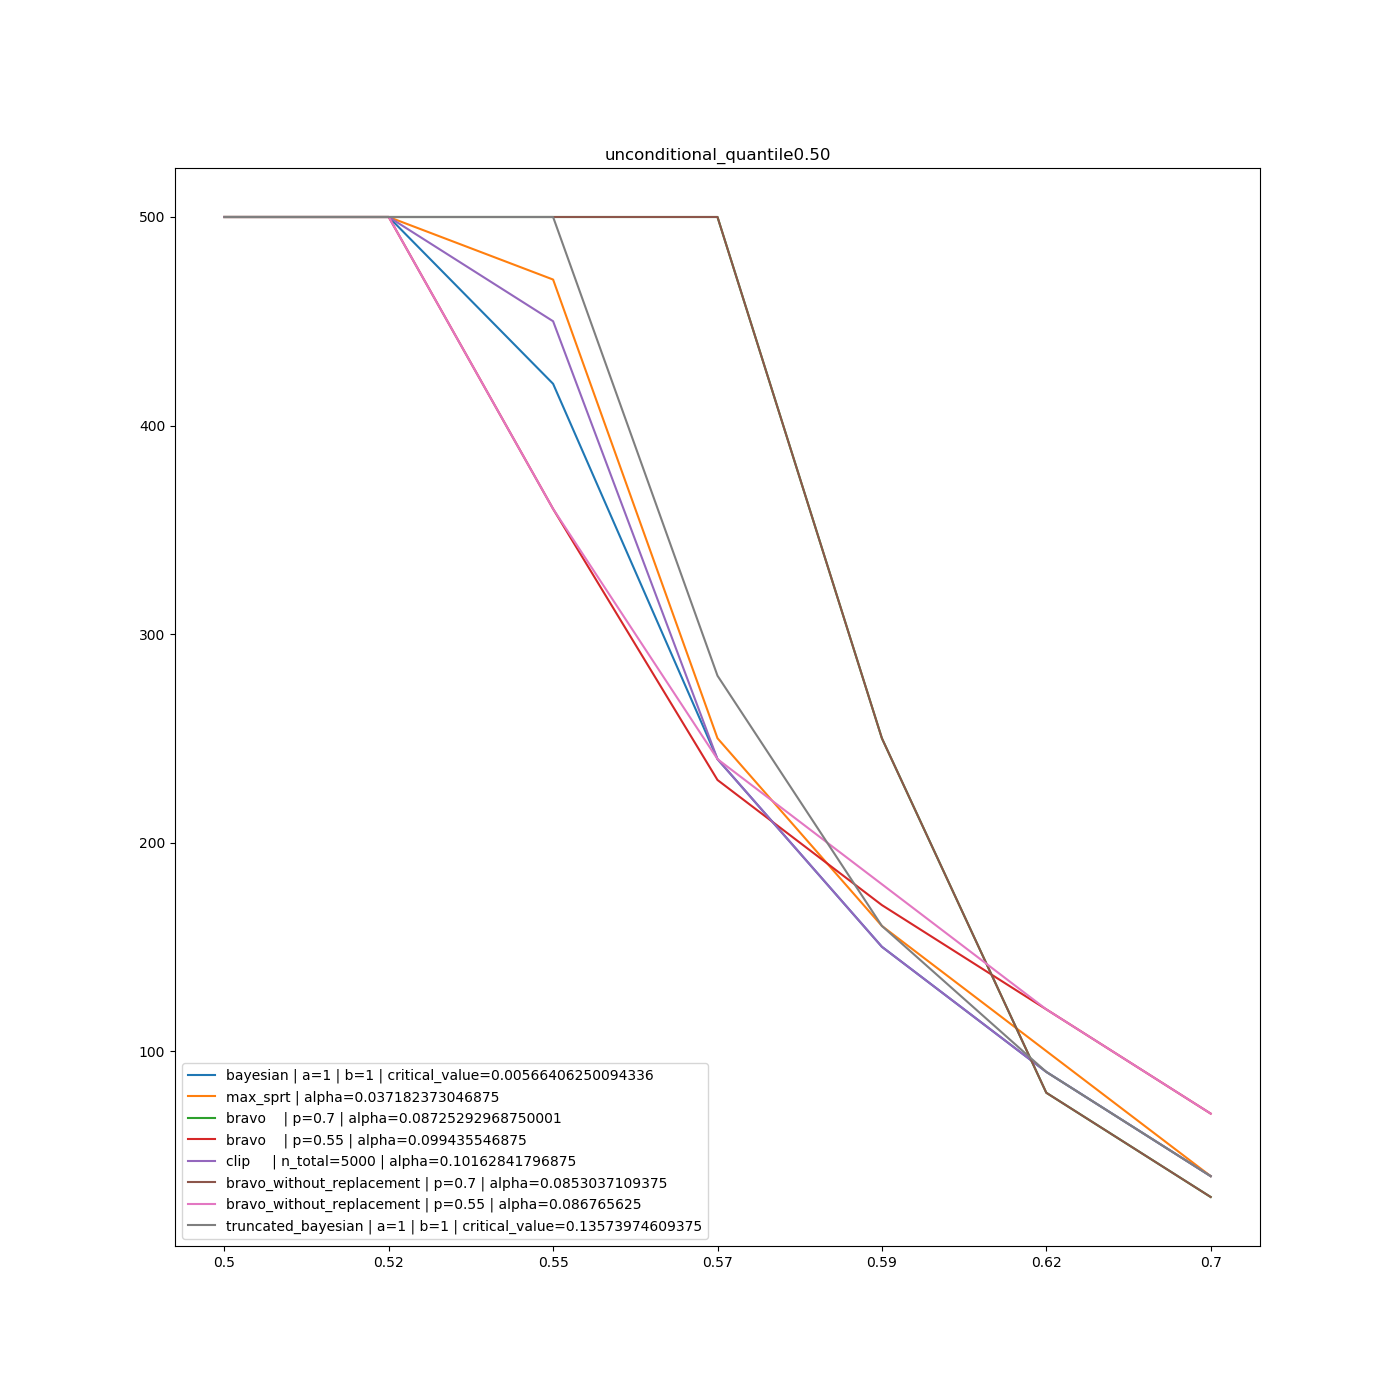 unconditional_quantile0.50
500
400
300
200
100
bayesian | a=1 | b=1 | critical_value=0.00566406250094336
max_sprt | alpha=0.037182373046875
bravo    | p=0.7 | alpha=0.08725292968750001
bravo    | p=0.55 | alpha=0.099435546875
clip     | n_total=5000 | alpha=0.10162841796875
bravo_without_replacement | p=0.7 | alpha=0.0853037109375
bravo_without_replacement | p=0.55 | alpha=0.086765625
truncated_bayesian | a=1 | b=1 | critical_value=0.13573974609375
0.5 0.52 0.55 0.57 0.59 0.62 0.7